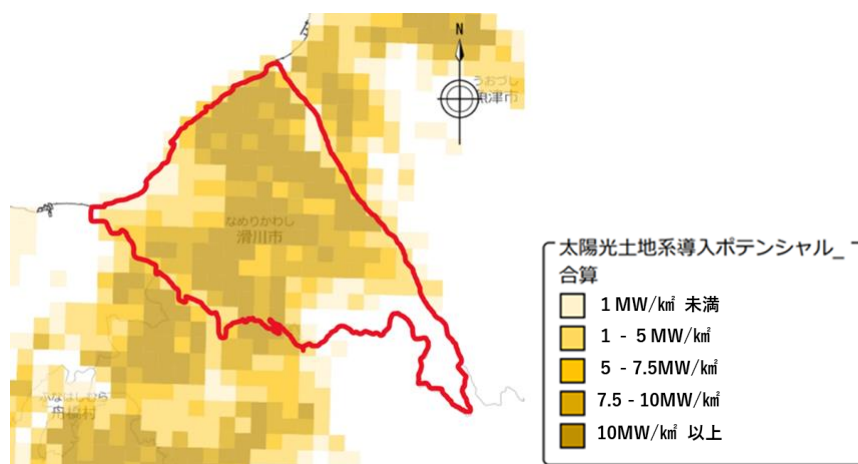 N
うおづし
魚津市
なめりかわし
滑川市
ふなはしむら
舟橋村
太陽光土地系導入ポテンシャル_
合算
1 MW/㎢ 未満
1 - 5 MW/㎢
5 - 7.5MW/㎢
7.5 - 10MW/㎢
10MW/㎢ 以上